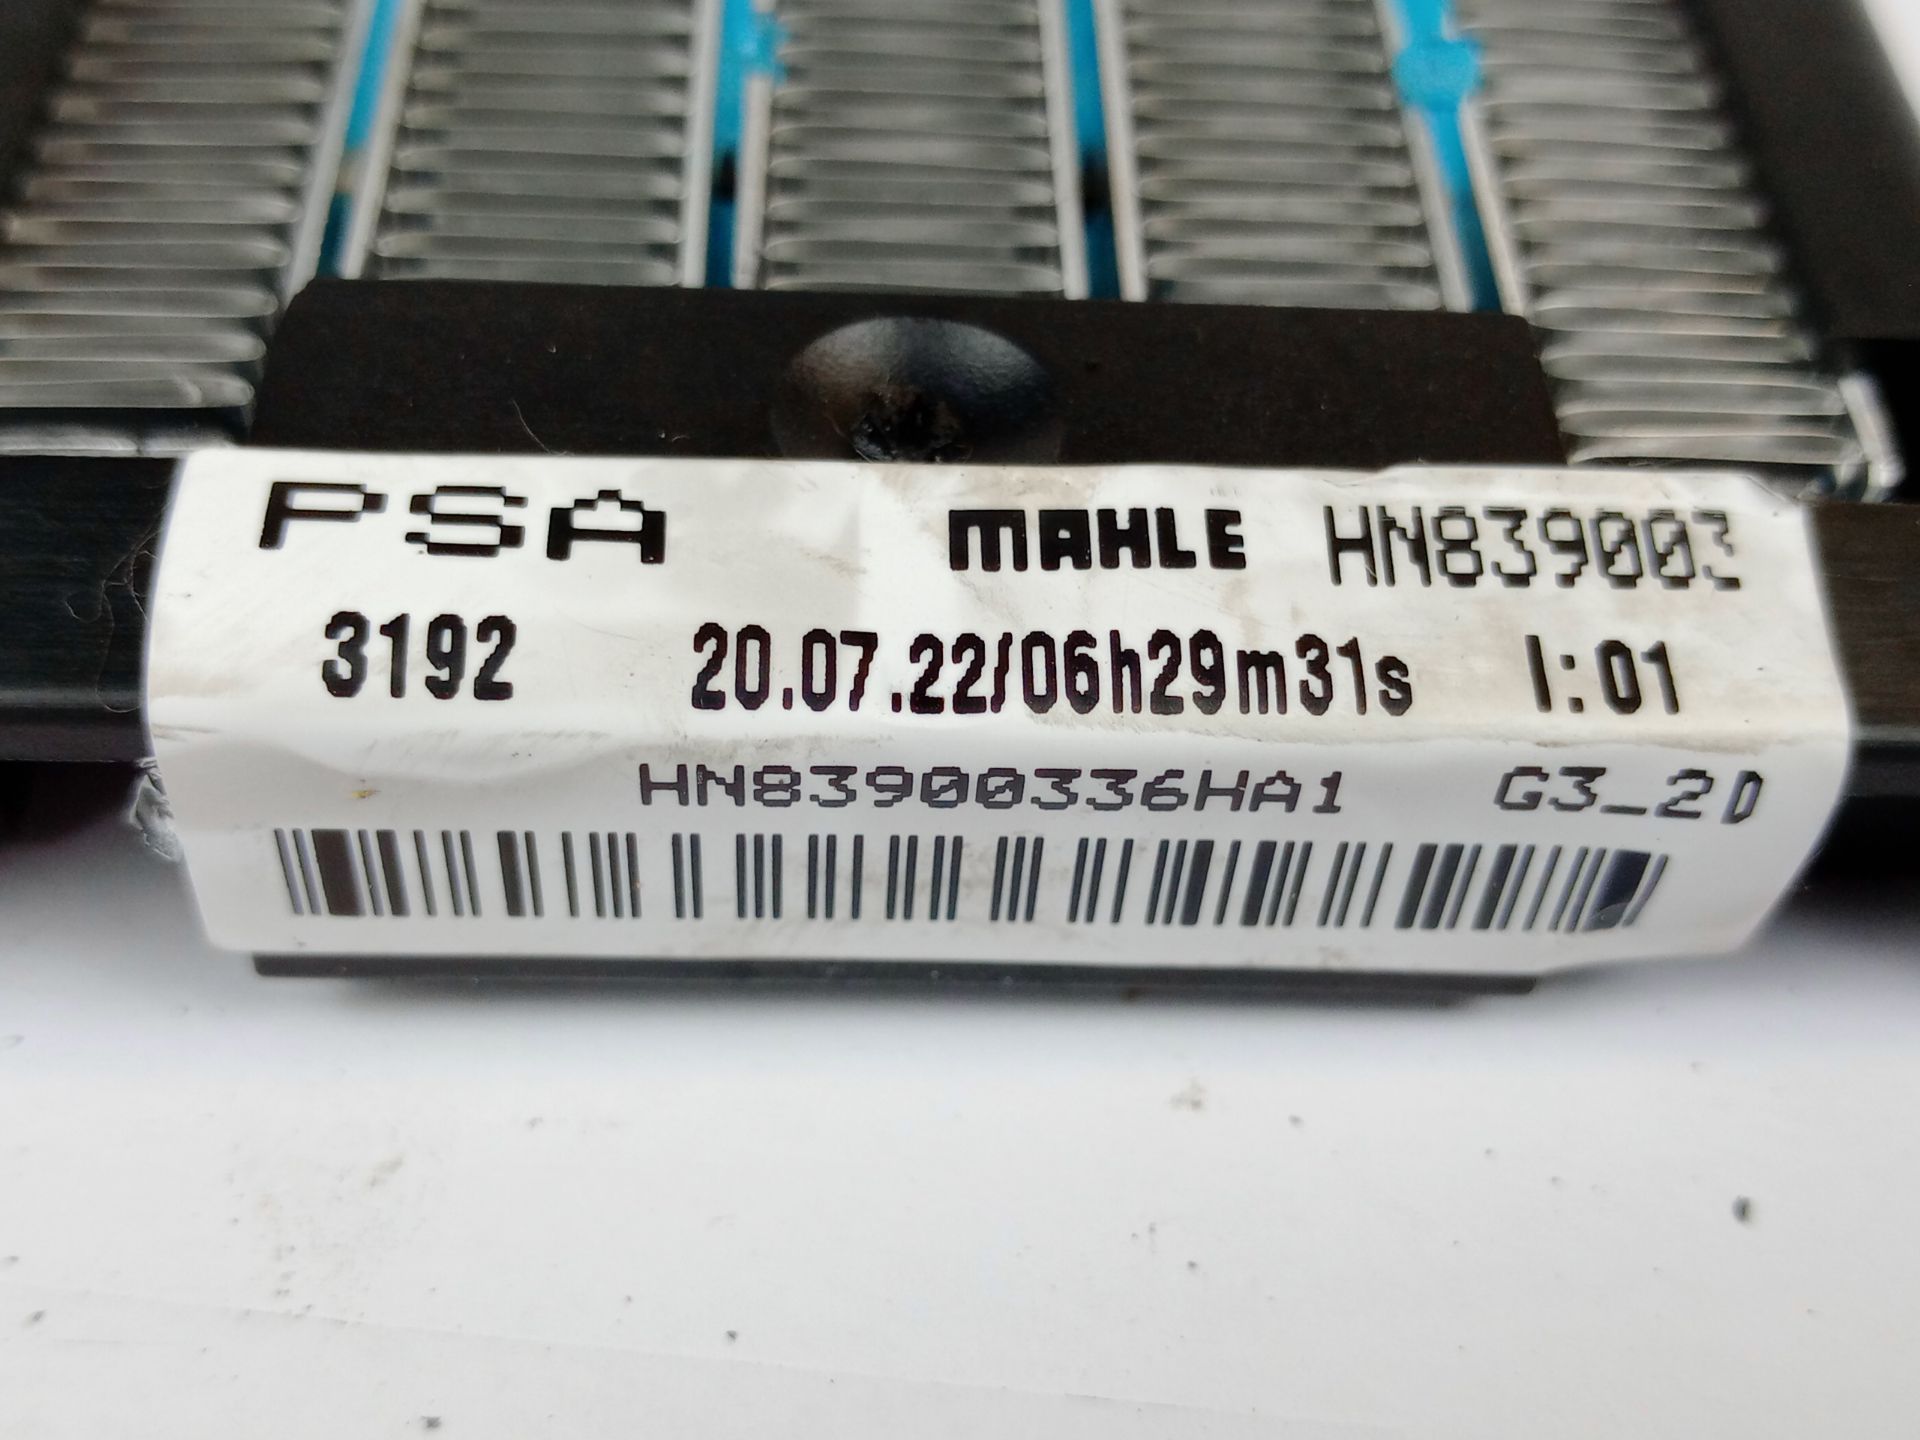 PSA MAHLE HN839003
3192 20.07.22/06h29m31s I:01
HN83900336HA1 G3_2D